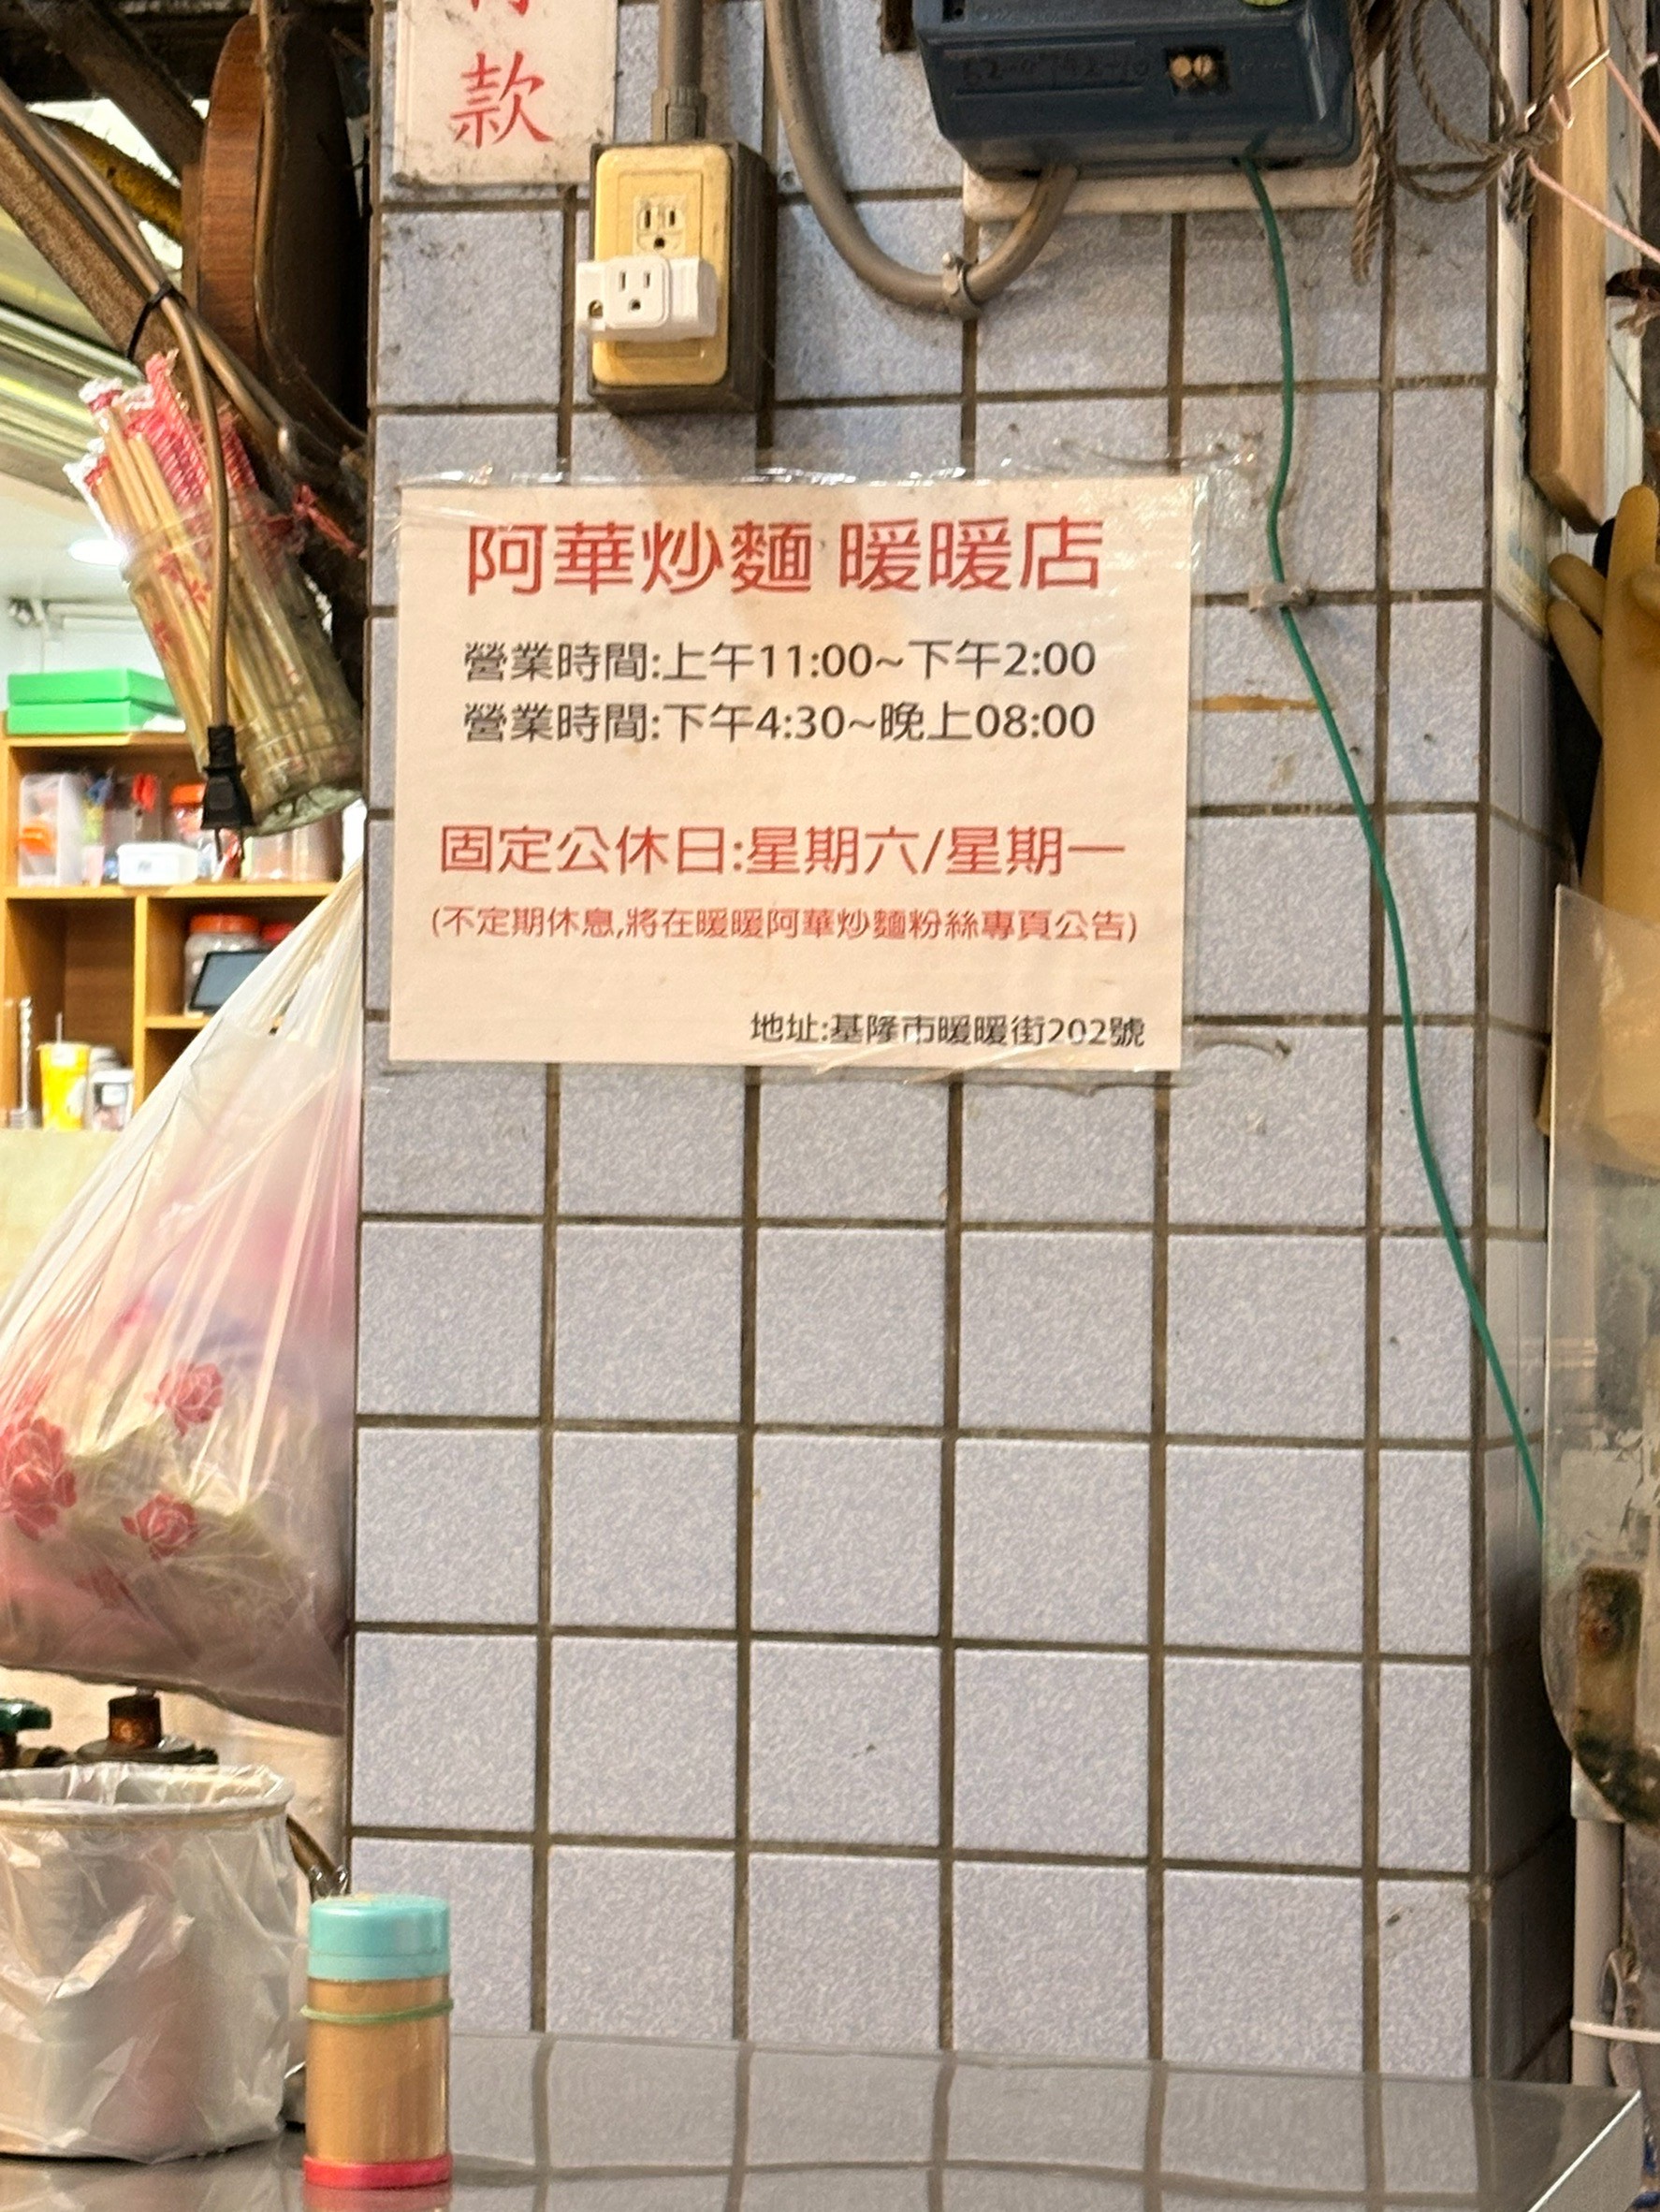 款
阿華炒麵 暖暖店
營業時間:上午11:00~下午2:00
營業時間:下午4:30~晚上08:00
固定公休日:星期六/星期一
(不定期休息,將在暖暖阿華炒麵粉絲專頁公告)
地址:基隆市暖暖街202號